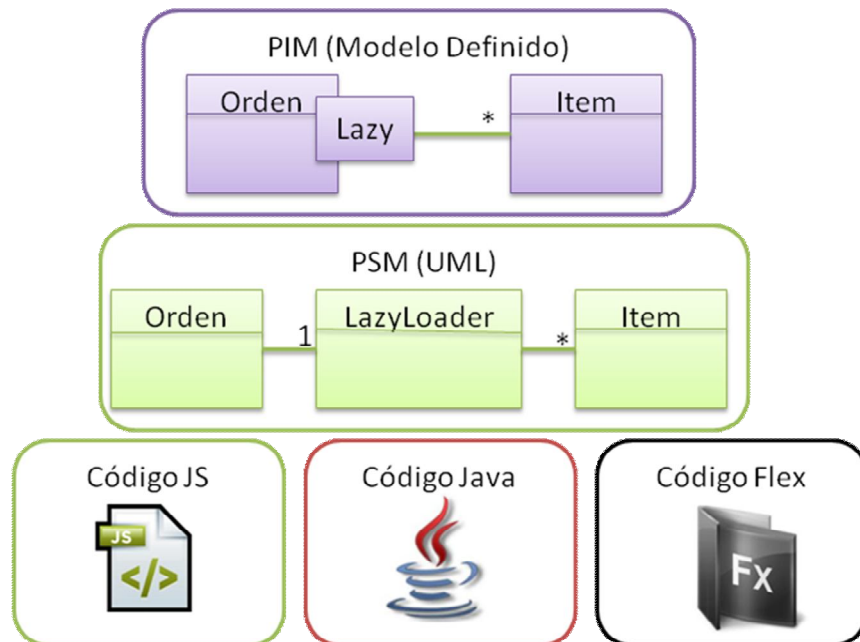 PIM (Modelo Definido)
Orden
Lazy
*
Item
PSM (UML)
Orden
1
LazyLoader
*
Item
Código JS
Código Java
Código Flex
JS
</>
Fx